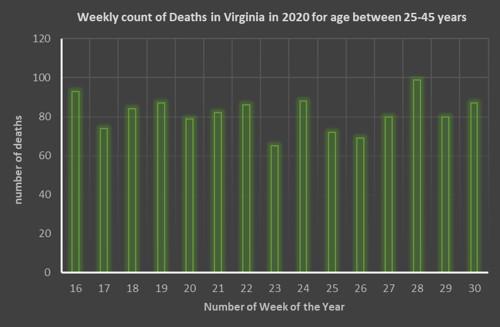 Weekly count of Deaths in Virginia in 2020 for age between 25-45 years
120
100
80
60
40
20
0
number of deaths
16 17 18 19 20 21 22 23 24 25 26 27 28 29 30
Number of Week of the Year